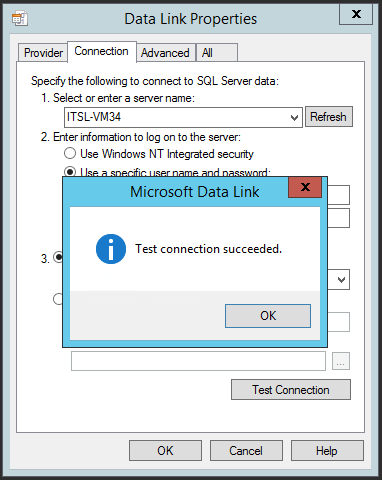 Data Link Properties
x
Provider Connection Advanced All
Specify the following to connect to SQL Server data:
1. Select or enter a server name:
ITSL-VM34 Refresh
2. Enter information to log on to the server:
Use Windows NT Integrated security
Use a specific user name and password:
Microsoft Data Link
x
3.
Test connection succeeded.
OK
...
Test Connection
OK Cancel Help